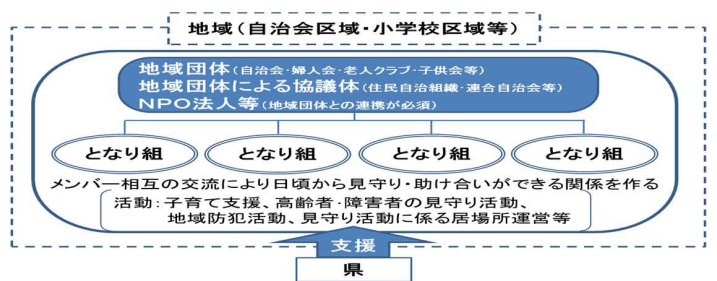 地域(自治会区域・小学校区域等)
地域団体(自治会・婦人会・老人クラブ・子供会等)
地域団体による協議体(住民自治組織・連合自治会等)
NPO法人等(地域団体との連携が必須)
となり組 となり組 となり組 となり組
メンバー相互の交流により日頃から見守り・助け合いができる関係を作る
活動:子育て支援、高齢者・障害者の見守り活動、
地域防犯活動、見守り活動に係る居場所運営等
支援
県